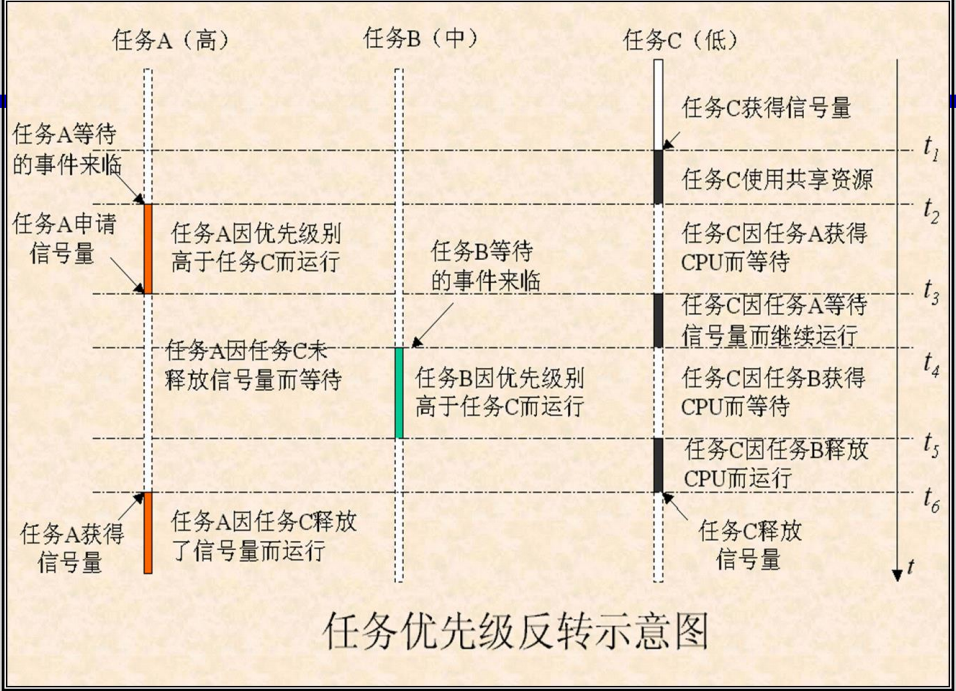 任务A（高）
任务B（中）
任务C（低）
任务C获得信号量
任务A等待
的事件来临
t1
任务C使用共享资源
t2
任务A申请
信号量
任务A因优先级别
高于任务C而运行
任务B等待
的事件来临
任务C因任务A获得
CPU而等待
t3
任务C因任务A等待
信号量而继续运行
任务A因任务C未
释放信号量而等待
t4
任务B因优先级别
高于任务C而运行
任务C因任务B获得
CPU而等待
t5
任务C因任务B释放
CPU而运行
t6
任务A获得
信号量
任务A因任务C释放
了信号量而运行
任务C释放
信号量
t
任务优先级反转示意图